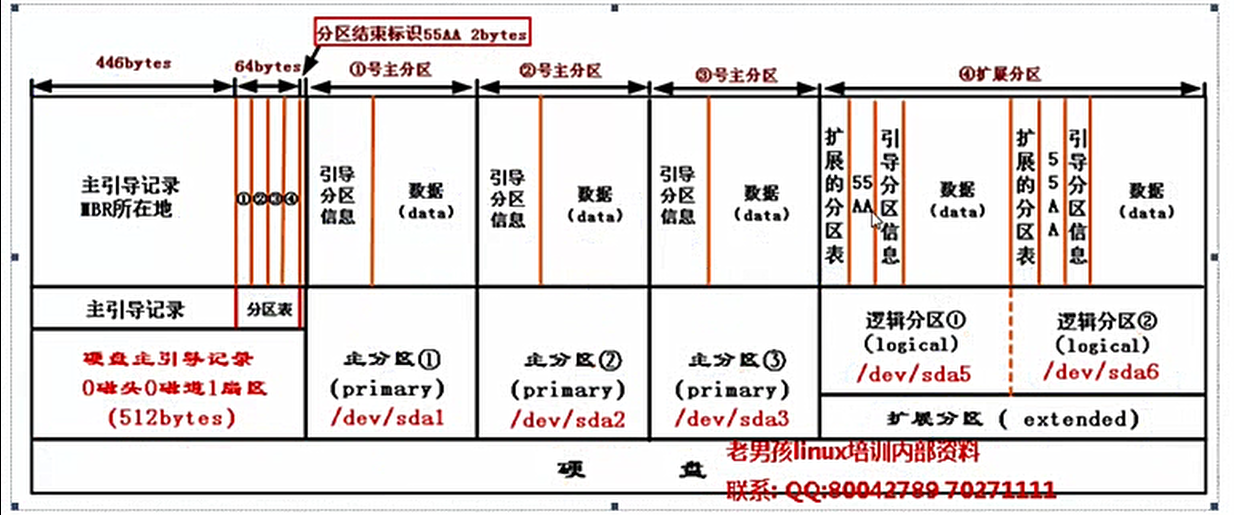 分区结束标识55AA 2bytes
446bytes
64bytes
①号主分区
②号主分区
③号主分区
④扩展分区
主引导记录
MBR所在地
①②③④
引导
分区
信息
数据
(data)
引导
分区
信息
数据
(data)
引导
分区
信息
数据
(data)
扩展的分区表
55
AA
引导分区信息
数据
(data)
扩展的分区表
55AA
引导分区信息
数据
(data)
主引导记录
分区表
硬盘主引导记录
0磁头0磁道1扇区
(512bytes)
主分区①
(primary)
/dev/sda1
主分区②
(primary)
/dev/sda2
主分区③
(primary)
/dev/sda3
逻辑分区①
(logical)
/dev/sda5
逻辑分区②
(logical)
/dev/sda6
扩展分区 ( extended)
硬 盘
老男孩linux培训内部资料
联系: QQ:80042789 70271111